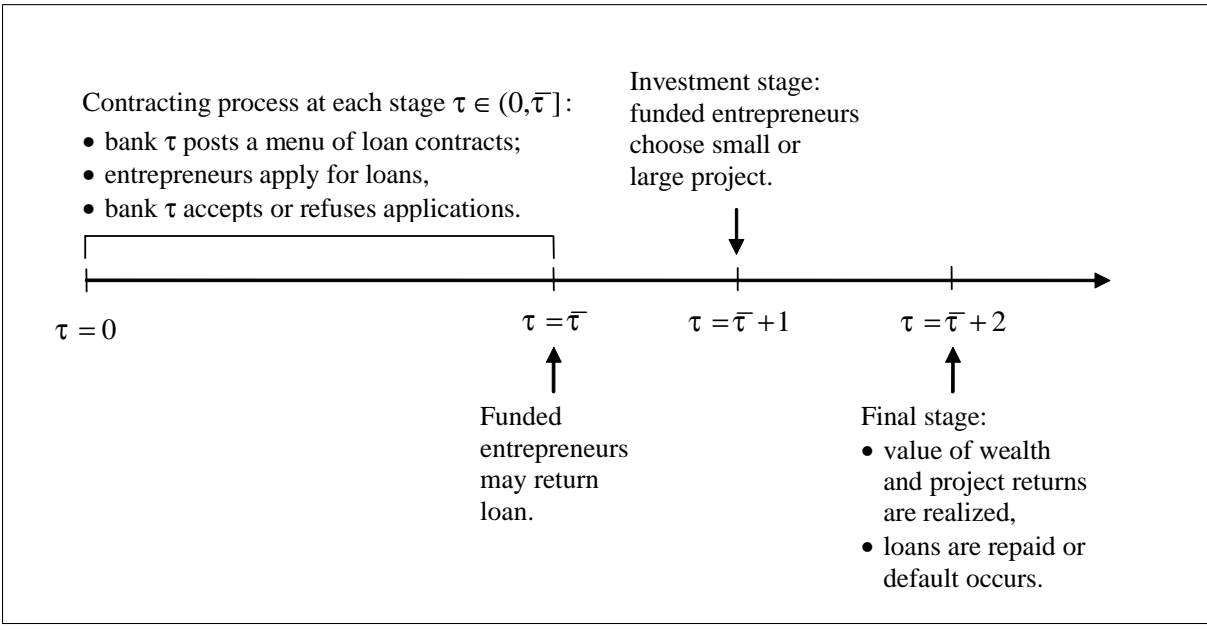 Contracting process at each stage τ ∈ (0,τ̄ ]:
• bank τ posts a menu of loan contracts;
• entrepreneurs apply for loans,
• bank τ accepts or refuses applications.
Investment stage:
funded entrepreneurs
choose small or
large project.
τ = 0
τ = τ̄
τ = τ̄ +1
τ = τ̄ + 2
Funded
entrepreneurs
may return
loan.
Final stage:
• value of wealth
and project returns
are realized,
• loans are repaid or
default occurs.